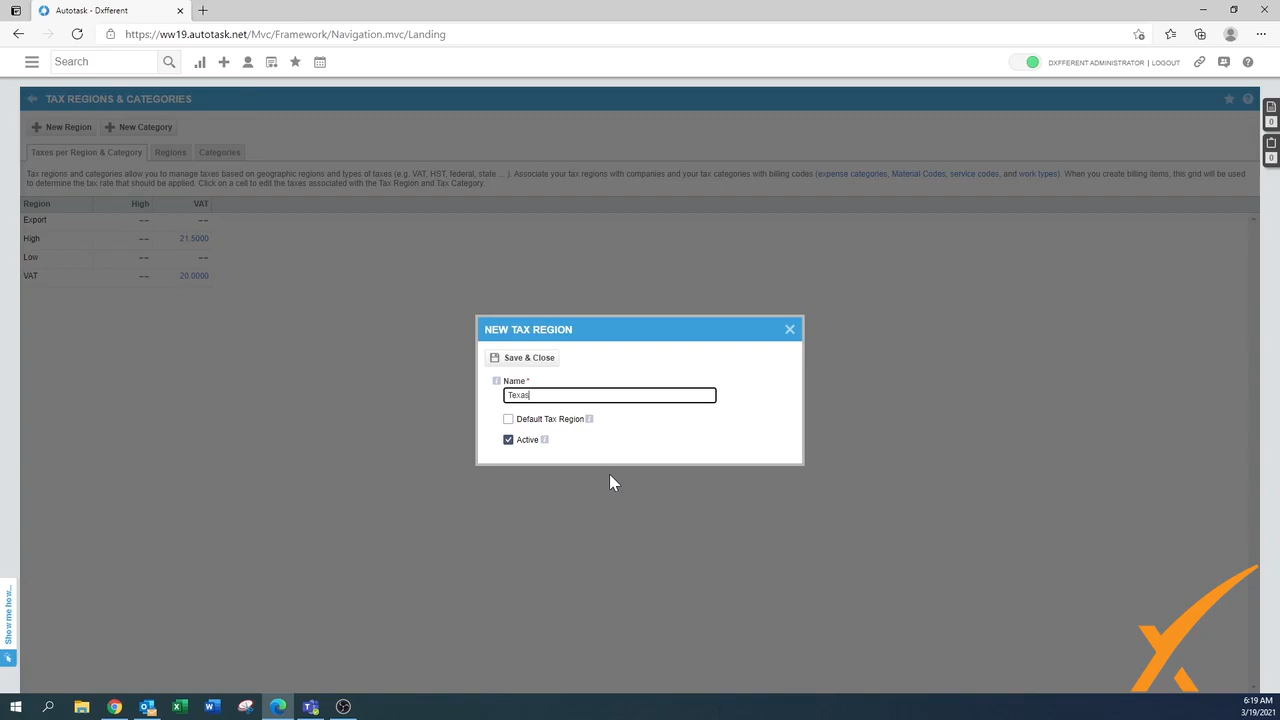 Autotask - Dxfferent
https://ww19.autotask.net/Mvc/Framework/Navigation.mvc/Landing
Search
DXFFERENT ADMINISTRATOR | LOGOUT
TAX REGIONS & CATEGORIES
New Region
New Category
0
Taxes per Region & Category
Regions
Categories
0
Tax regions and categories allow you to manage taxes based on geographic regions and types of taxes (e.g. VAT, HST, federal, state ... ). Associate your tax regions with companies and your tax categories with billing codes (expense categories, Material Codes, service codes, and work types). When you create billing items, this grid will be used
to determine the tax rate that should be applied. Click on a cell to edit the taxes associated with the Tax Region and Tax Category.
Region High VAT
Export -- --
High -- 21.5000
Low -- --
VAT -- 20.0000
NEW TAX REGION
Save & Close
Name *
Texas
Default Tax Region
Active
Show me how...
6:19 AM
3/19/2021